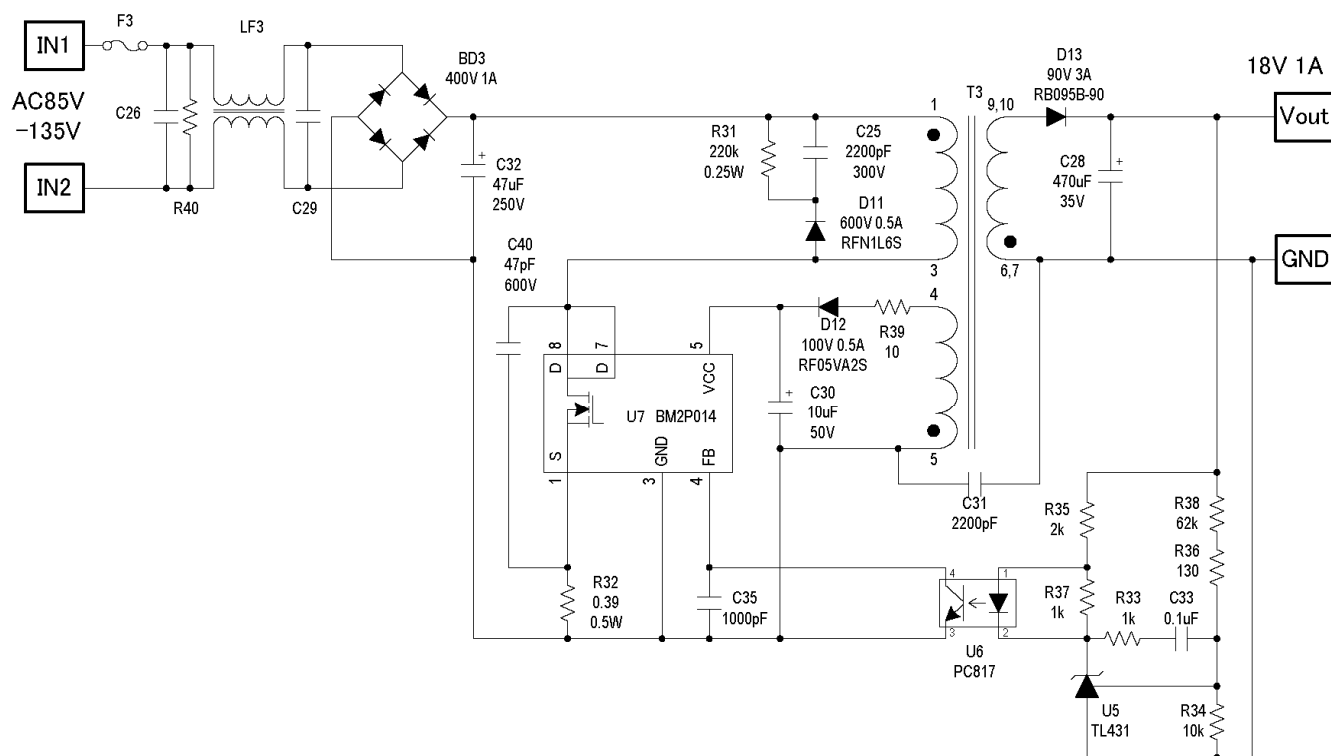 IN1
F3
LF3
AC85V
-135V
C26
IN2
R40
C29
BD3
400V 1A
C32
47uF
250V
R31
220k
0.25W
C25
2200pF
300V
D11
600V 0.5A
RFN1L6S
T3
1
3
4
5
9,10
6,7
D13
90V 3A
RB095B-90
18V 1A
Vout
C28
470uF
35V
GND
C40
47pF
600V
D12
100V 0.5A
RF05VA2S
R39
10
C30
10uF
50V
8
7
5
D
D
VCC
U7 BM2P014
S
GND
FB
1
3
4
C31
2200pF
R32
0.39
0.5W
C35
1000pF
4
1
3
2
U6
PC817
R35
2k
R38
62k
R36
130
R37
1k
R33
1k
C33
0.1uF
U5
TL431
R34
10k